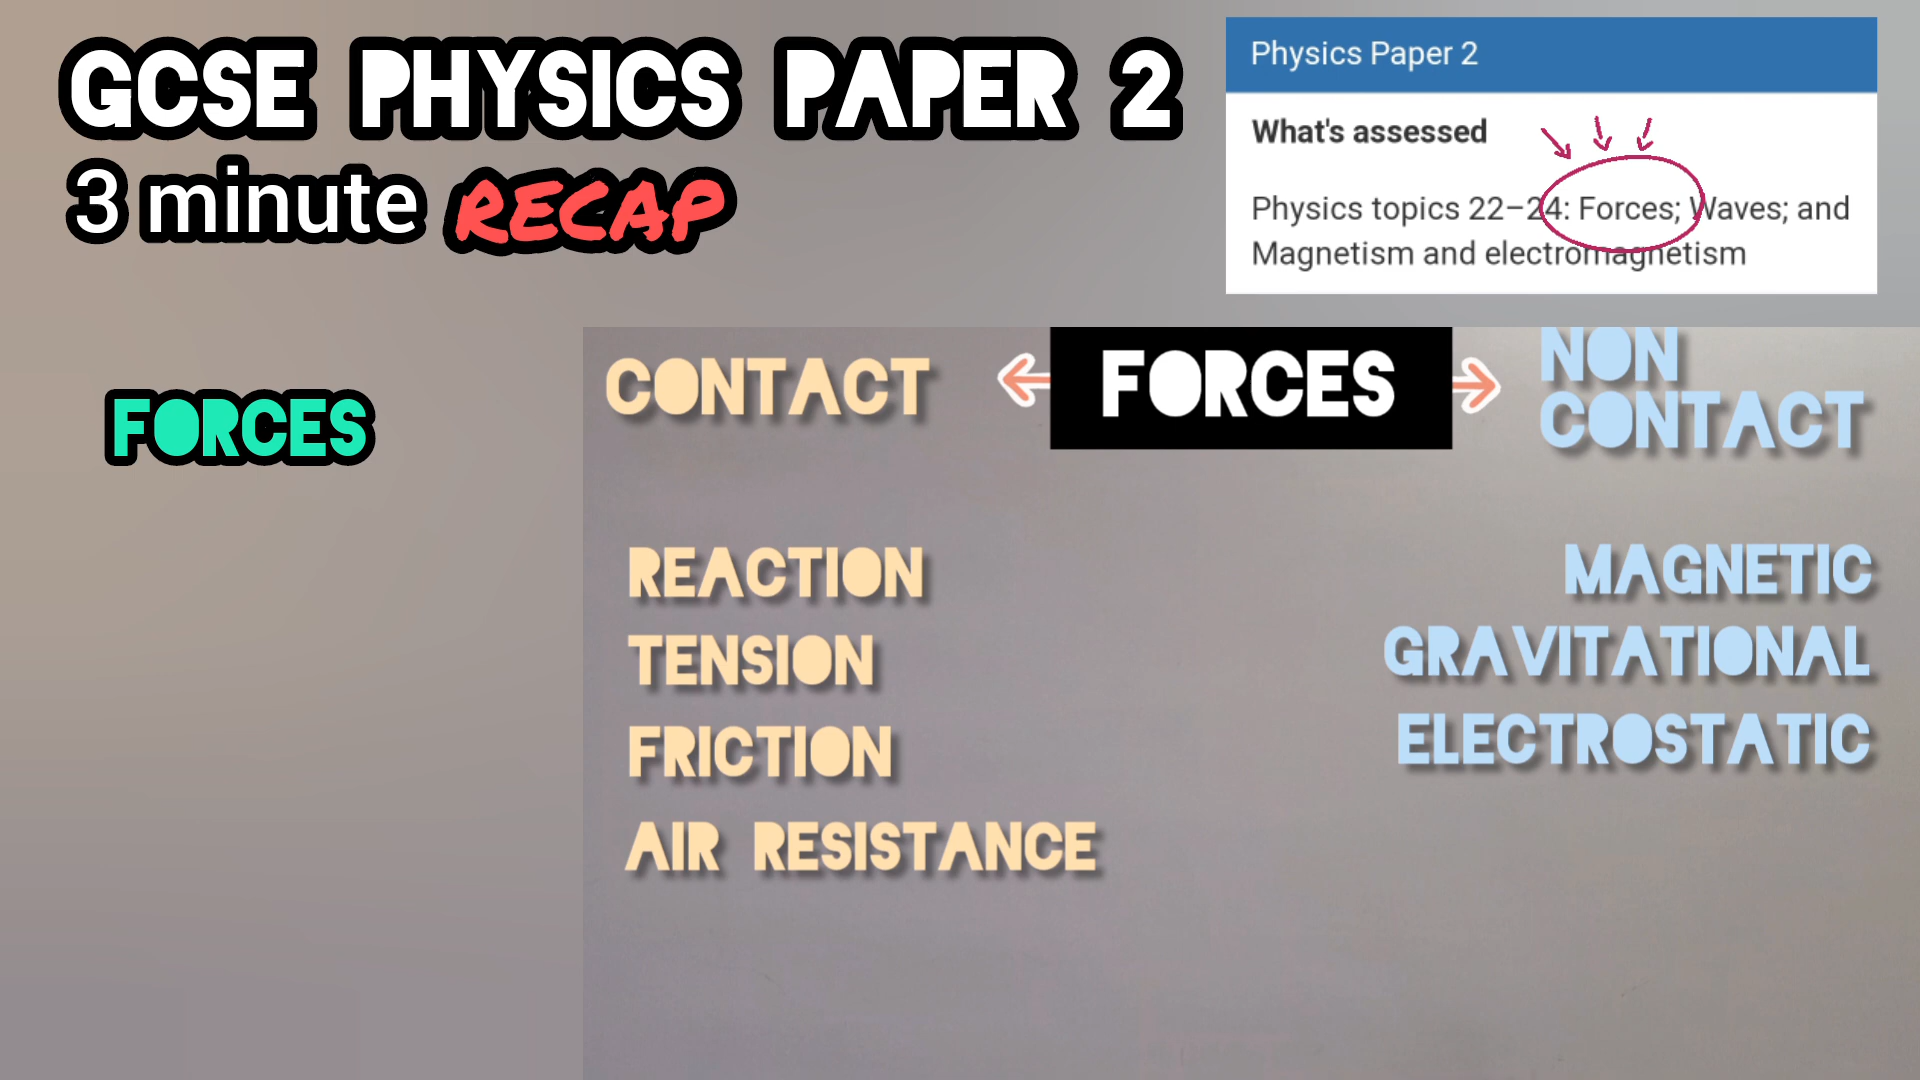 GCSE PHYSICS PAPER 2
3 minute RECAP
Physics Paper 2
What's assessed
Physics topics 22–24: Forces; Waves; and
Magnetism and electromagnetism
FORCES
CONTACT
FORCES
NON
CONTACT
REACTION
TENSION
FRICTION
AIR RESISTANCE
MAGNETIC
GRAVITATIONAL
ELECTROSTATIC